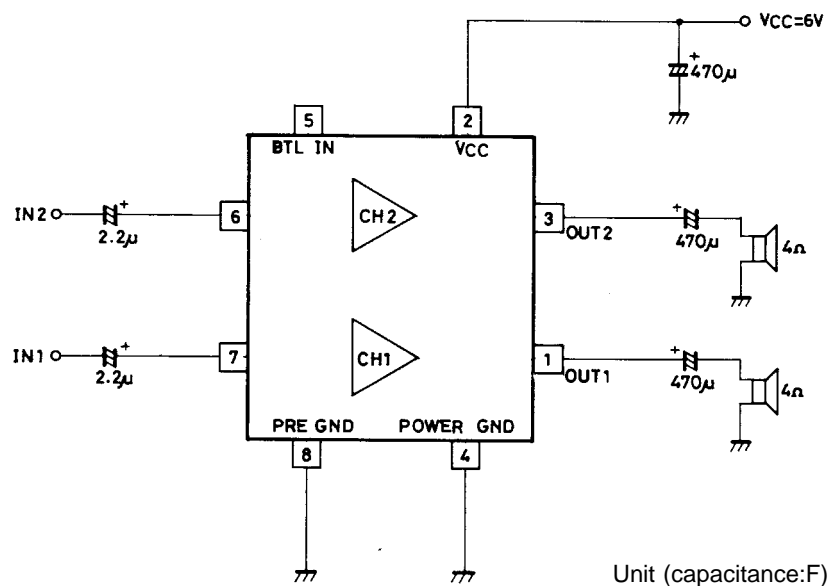 VCC=6V
+
470μ
5
2
BTL IN
VCC
IN2
+
2.2μ
6
CH2
3
OUT2
+
470μ
4Ω
IN1
+
2.2μ
7
CH1
1
OUT1
+
470μ
4Ω
PRE GND
POWER GND
8
4
Unit (capacitance:F)